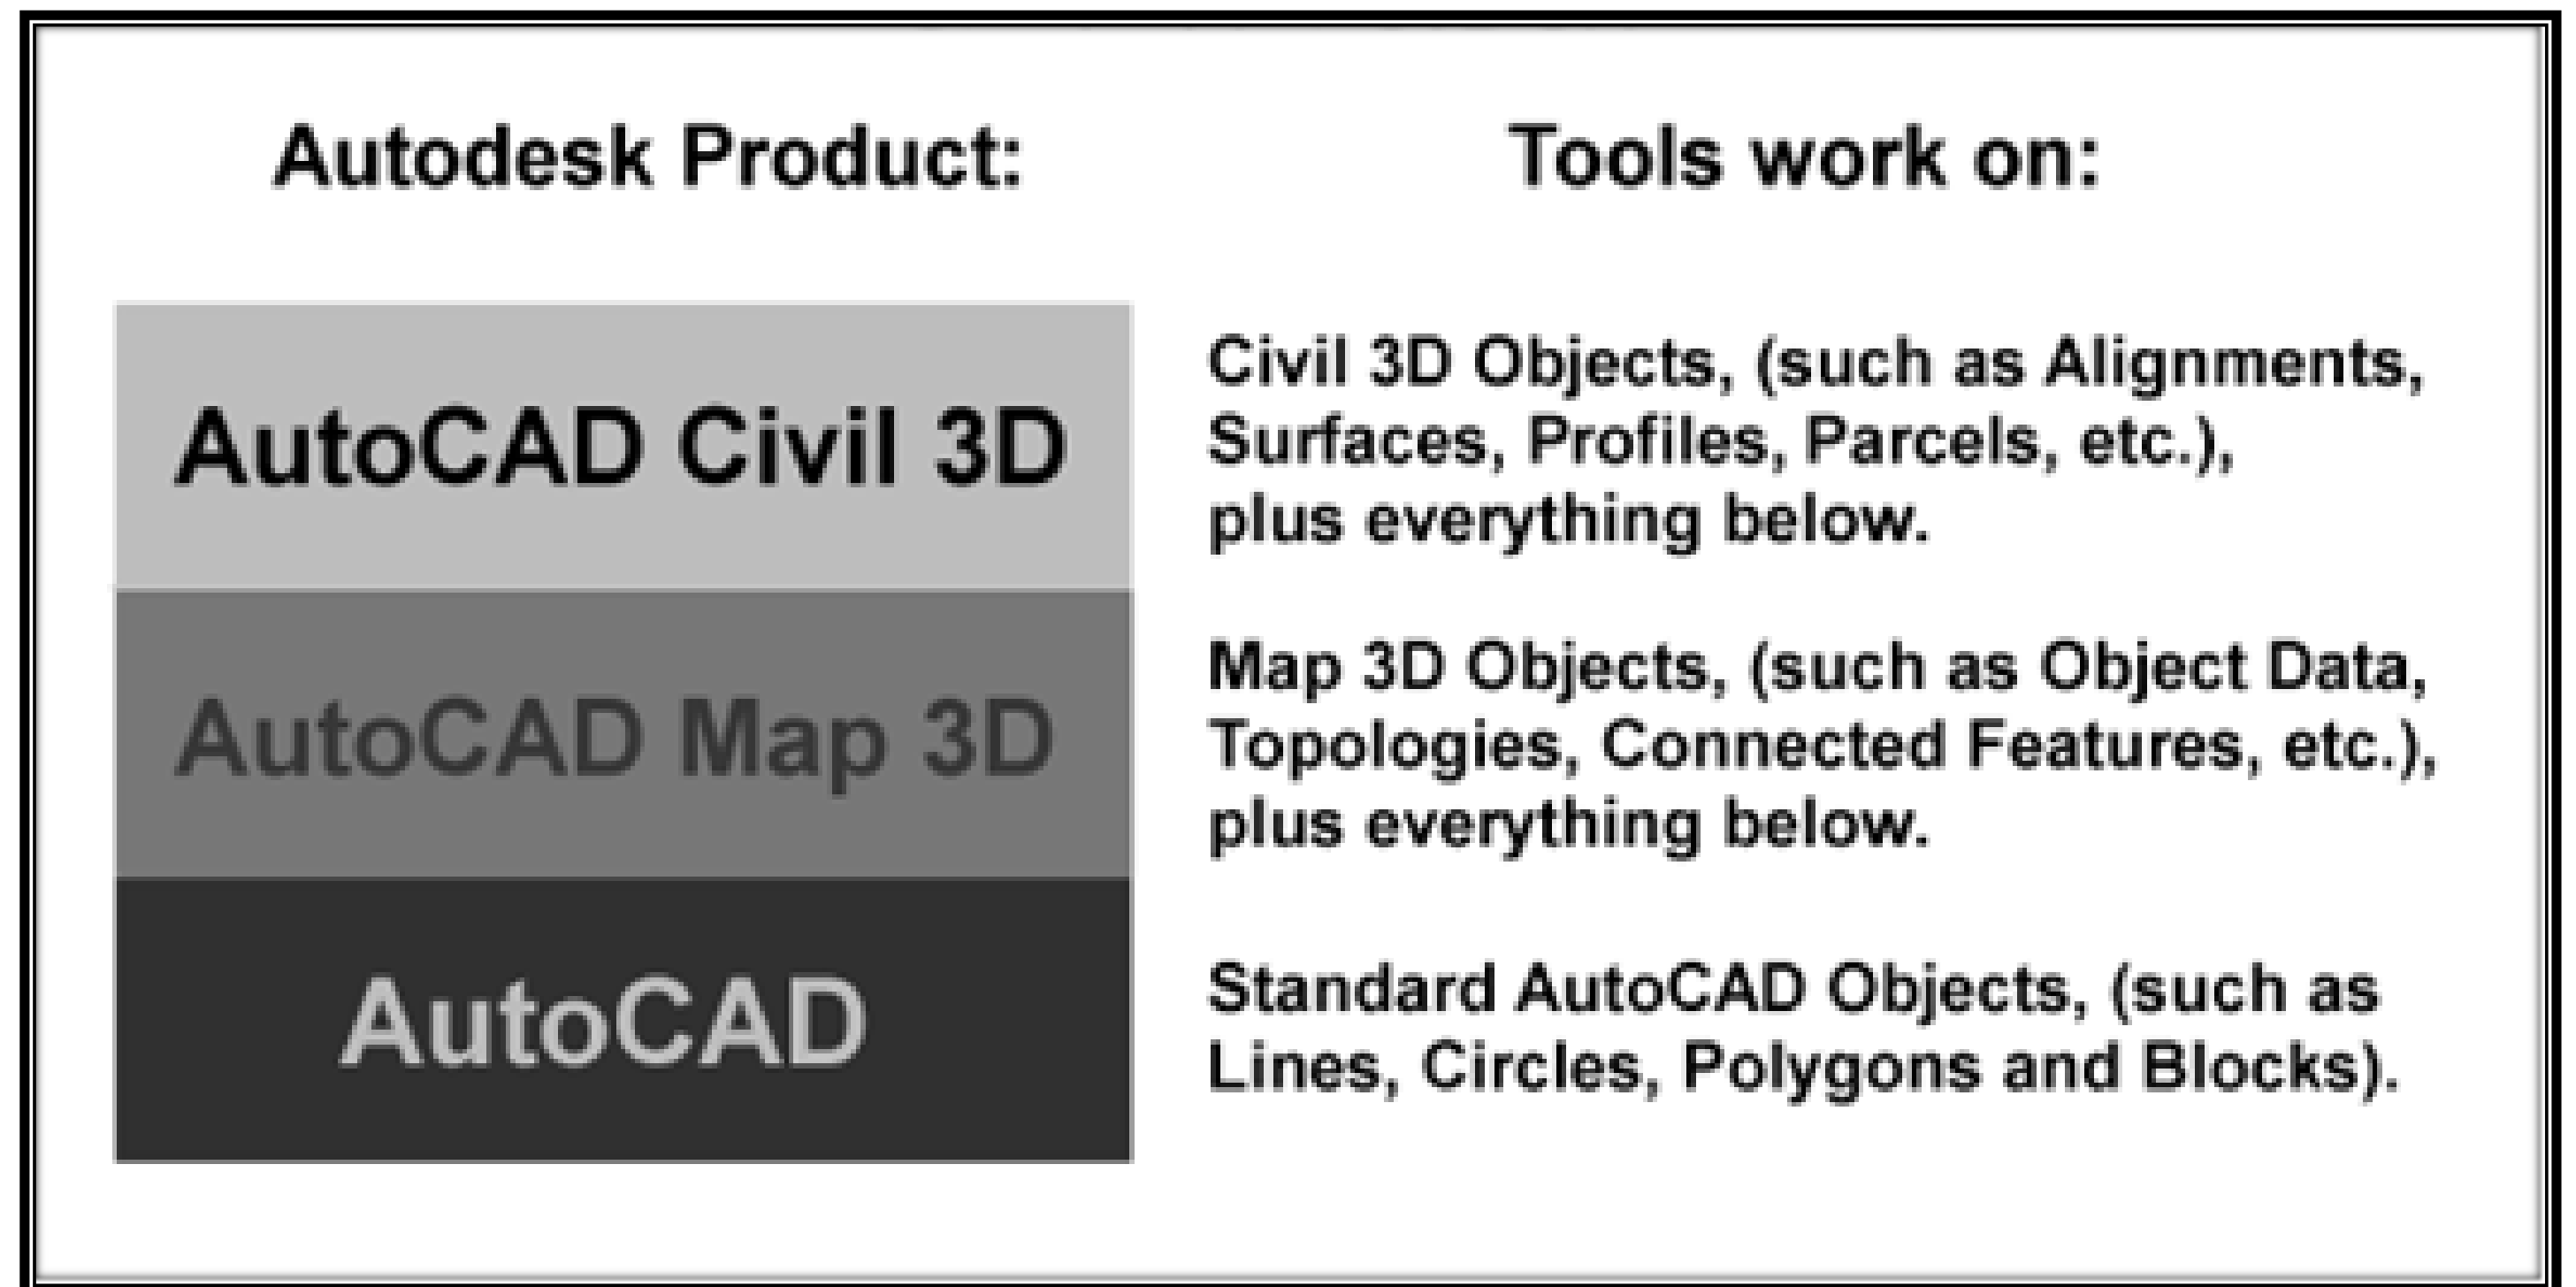 Autodesk Product:
Tools work on:
AutoCAD Civil 3D
Civil 3D Objects, (such as Alignments,
Surfaces, Profiles, Parcels, etc.),
plus everything below.
AutoCAD Map 3D
Map 3D Objects, (such as Object Data,
Topologies, Connected Features, etc.),
plus everything below.
AutoCAD
Standard AutoCAD Objects, (such as
Lines, Circles, Polygons and Blocks).